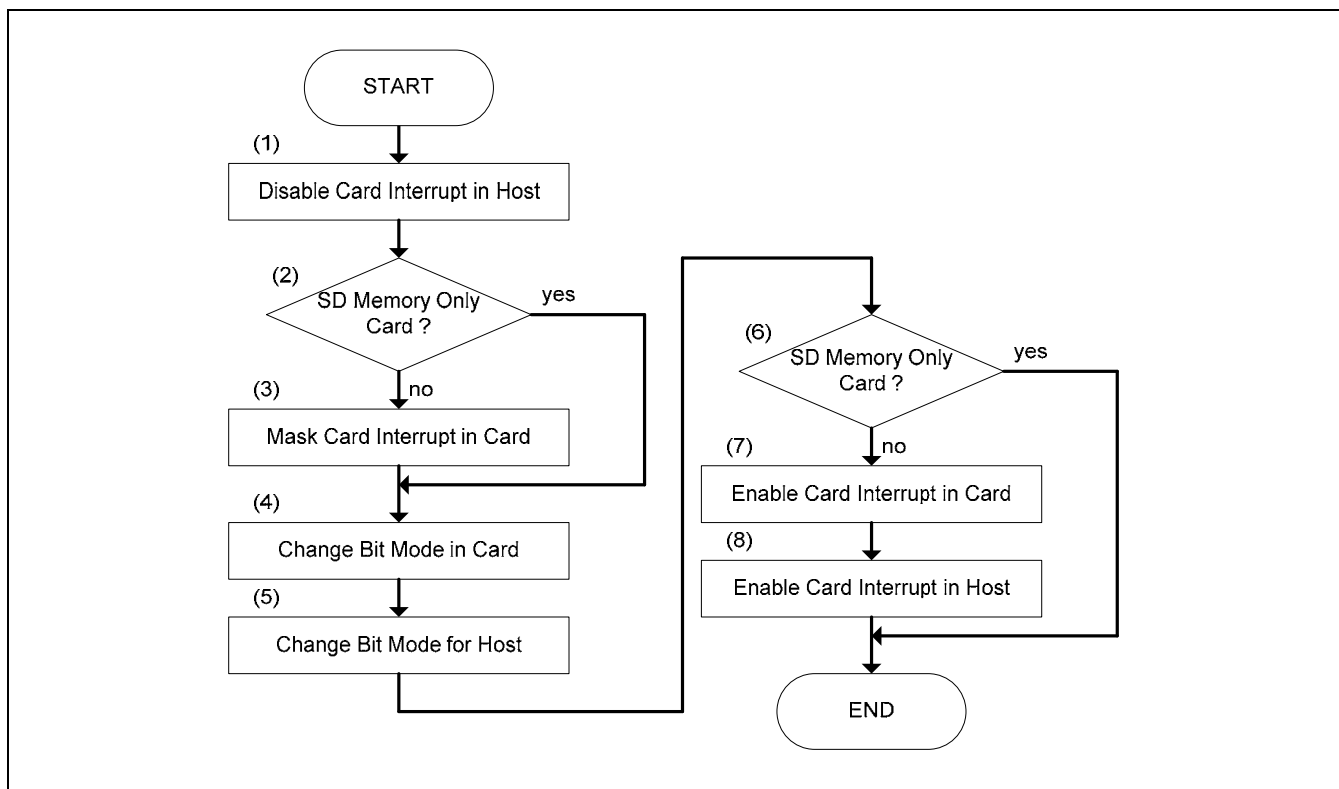 START
(1)
Disable Card Interrupt in Host
(2)
SD Memory Only
Card ?
yes
no
(3)
Mask Card Interrupt in Card
(4)
Change Bit Mode in Card
(5)
Change Bit Mode for Host
(6)
SD Memory Only
Card ?
yes
no
(7)
Enable Card Interrupt in Card
(8)
Enable Card Interrupt in Host
END